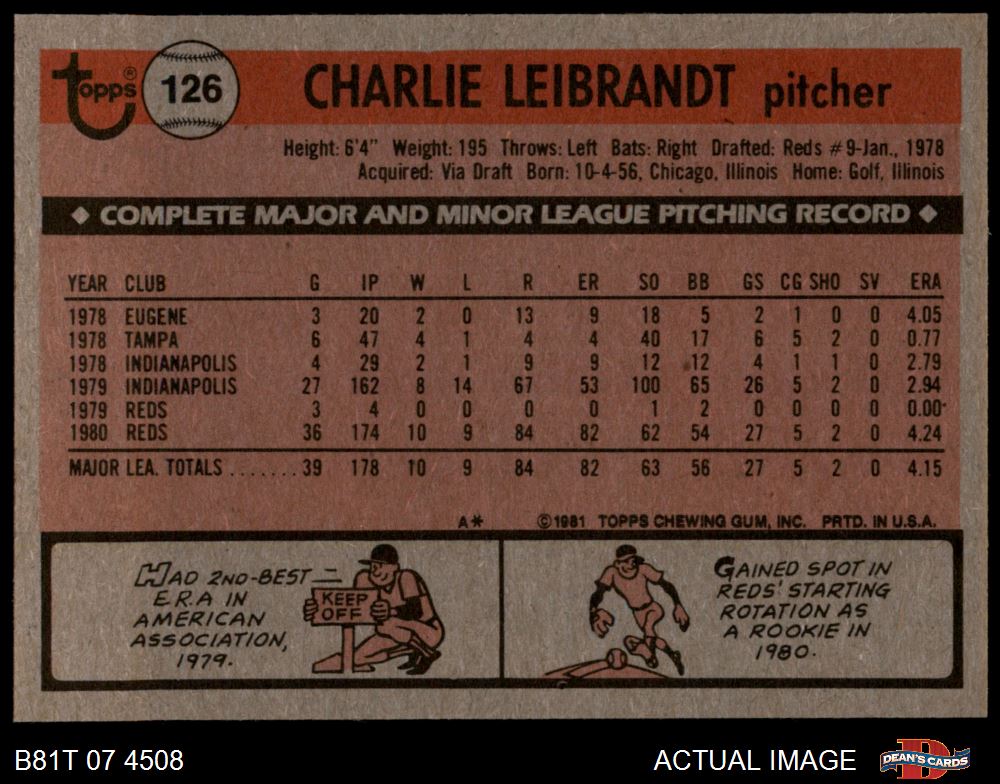 topps® 126 CHARLIE LEIBRANDT pitcher
Height: 6'4" Weight: 195 Throws: Left Bats: Right Drafted: Reds #9-Jan., 1978
Acquired: Via Draft Born: 10-4-56, Chicago, Illinois Home: Golf, Illinois
◆ COMPLETE MAJOR AND MINOR LEAGUE PITCHING RECORD ◆
YEAR CLUB G IP W L R ER SO BB GS CG SHO SV ERA
1978 EUGENE 3 20 2 0 13 9 18 5 2 1 0 0 4.05
1978 TAMPA 6 47 4 1 4 4 40 17 6 5 2 0 0.77
1978 INDIANAPOLIS 4 29 2 1 9 9 12 12 4 1 1 0 2.79
1979 INDIANAPOLIS 27 162 8 14 67 53 100 65 26 5 2 0 2.94
1979 REDS 3 4 0 0 0 0 1 2 0 0 0 0 0.00
1980 REDS 36 174 10 9 84 82 62 54 27 5 2 0 4.24
MAJOR LEA. TOTALS ....... 39 178 10 9 84 82 63 56 27 5 2 0 4.15
A* ©1981 TOPPS CHEWING GUM, INC. PRTD. IN U.S.A.
HAD 2ND-BEST
E.R.A IN
AMERICAN
ASSOCIATION,
1979.
KEEP
OFF
GAINED SPOT IN
REDS' STARTING
ROTATION AS
A ROOKIE IN
1980.
B81T 07 4508 ACTUAL IMAGE D DEAN'S CARDS